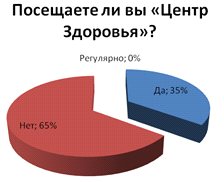 Посещаете ли вы «Центр
Здоровья»?
Регулярно; 0%
Да; 35%
Нет; 65%